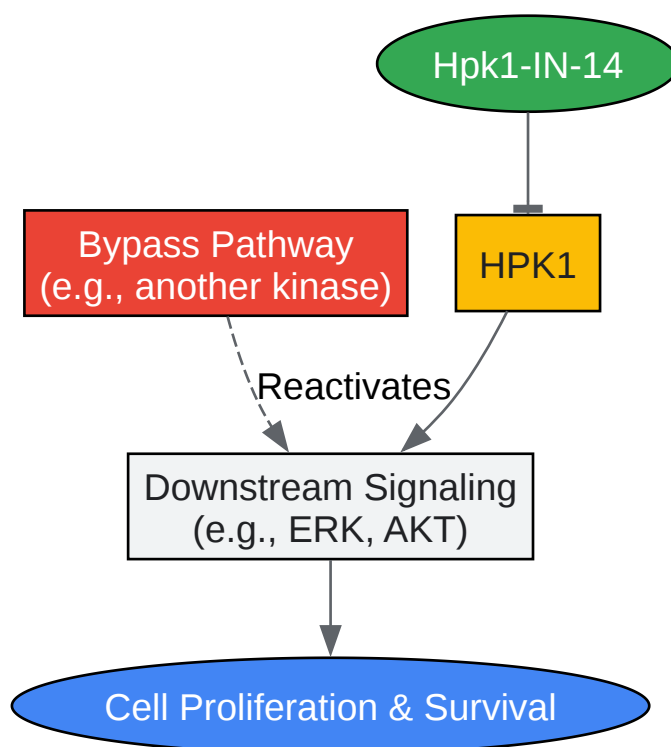 Hpk1-IN-14
Bypass Pathway
(e.g., another kinase)
HPK1
Reactivates
Downstream Signaling
(e.g., ERK, AKT)
Cell Proliferation & Survival